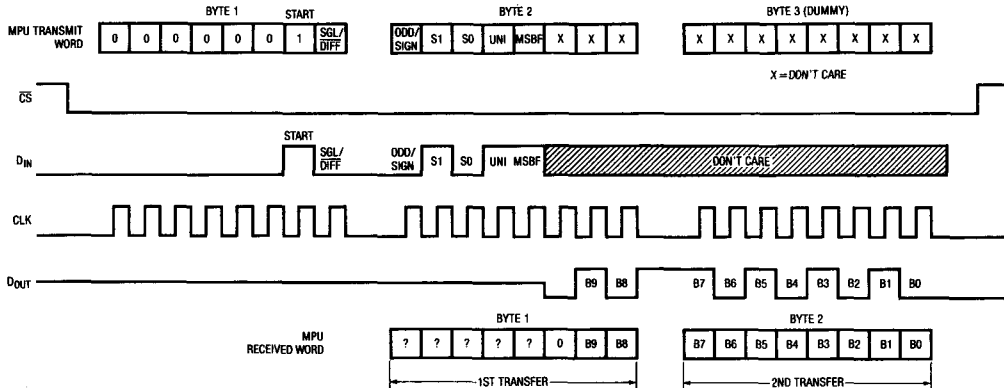 BYTE 1 START BYTE 2 BYTE 3 (DUMMY)
MPU TRANSMIT WORD 0 0 0 0 0 0 1 SGL/ DIFF ODD/ SIGN S1 S0 UNI MSBF X X X X X X X X X X X
X = DON'T CARE
CS
START
DIN SGL/ DIFF ODD/ SIGN S1 S0 UNI MSBF DON'T CARE
CLK
DOUT B9 B8 B7 B6 B5 B4 B3 B2 B1 B0
BYTE 1 BYTE 2
MPU RECEIVED WORD ? ? ? ? ? 0 B9 B8 B7 B6 B5 B4 B3 B2 B1 B0
1ST TRANSFER 2ND TRANSFER